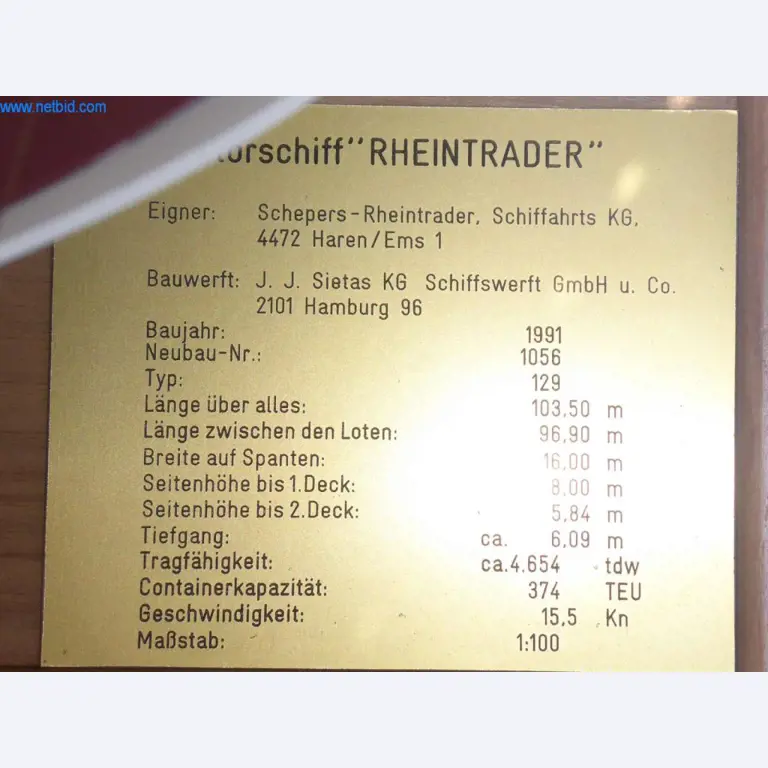 www.netbid.com
torschiff "RHEINTRADER"
Eigner: Schepers-Rheintrader, Schiffahrts KG,
4472 Haren/Ems 1
Bauwerft: J. J. Sietas KG Schiffswerft GmbH u. Co.
2101 Hamburg 96
Baujahr: 1991
Neubau-Nr.: 1056
Typ: 129
Länge über alles: 103,50 m
Länge zwischen den Loten: 96,90 m
Breite auf Spanten: 16,00 m
Seitenhöhe bis 1.Deck: 8,00 m
Seitenhöhe bis 2.Deck: 5,84 m
Tiefgang: ca. 6,09 m
Tragfähigkeit: ca.4.654 tdw
Containerkapazität: 374 TEU
Geschwindigkeit: 15,5 Kn
Maßstab: 1:100